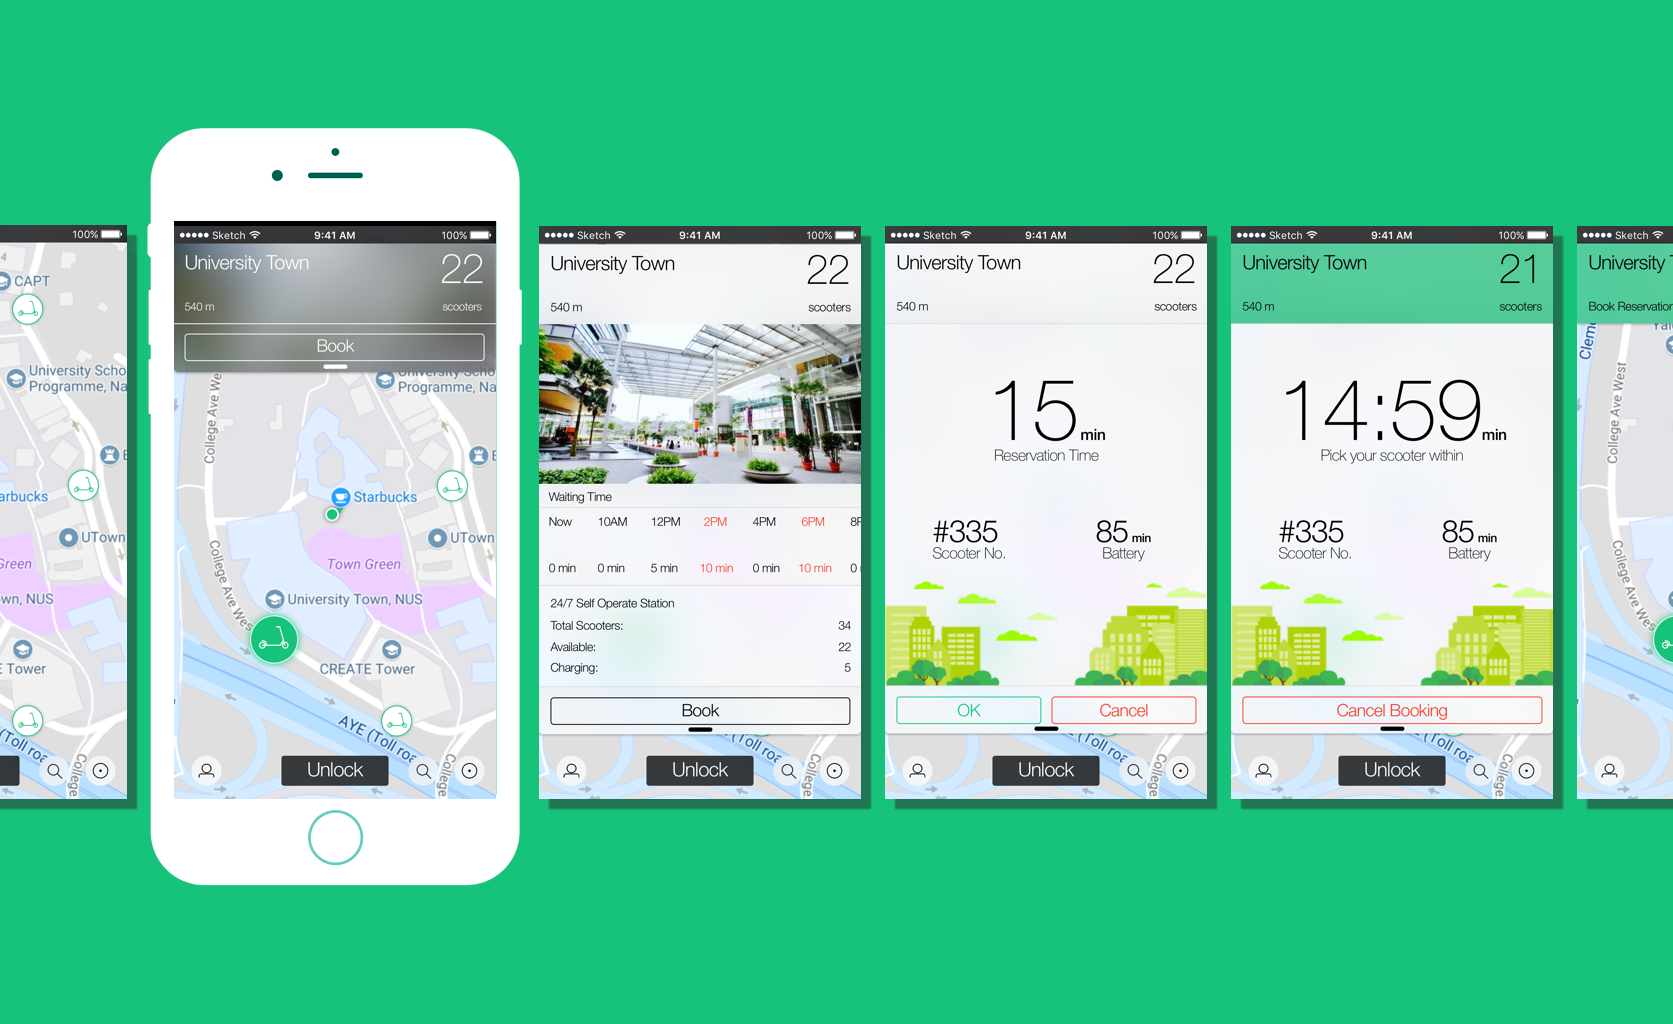 100%
4
CAPT
University Scho
Programme, Na
E
arbucks
UTown
Green
wn, NUS
E Tower
(Toll roa
College
Sketch
9:41 AM
100%
University Town
22
540 m
scooters
Book
University Scho
Programme, Na
College Ave We
Starbucks
E
UTown
Town Green
College Ave Wes
University Town, NUS
CREATE Tower
AYE (Toll roa
College
Unlock
Sketch
9:41 AM
100%
University Town
22
540 m
scooters
Waiting Time
Now 10AM 12PM 2PM 4PM 6PM 8P
0 min 0 min 5 min 10 min 0 min 10 min 0
24/7 Self Operate Station
Total Scooters: 34
Available: 22
Charging: 5
Book
(Toll roa
College
Unlock
Sketch
9:41 AM
100%
University Town
22
540 m
scooters
15 min
Reservation Time
#335
Scooter No.
85 min
Battery
OK
Cancel
(Toll roa
College
Unlock
Sketch
9:41 AM
100%
University Town
21
540 m
scooters
14:59 min
Pick your scooter within
#335
Scooter No.
85 min
Battery
Cancel Booking
(Toll roa
College
Unlock
Sketch
University T
Book Reservation
Yal
Cleme
College Ave West
College Ave Wes